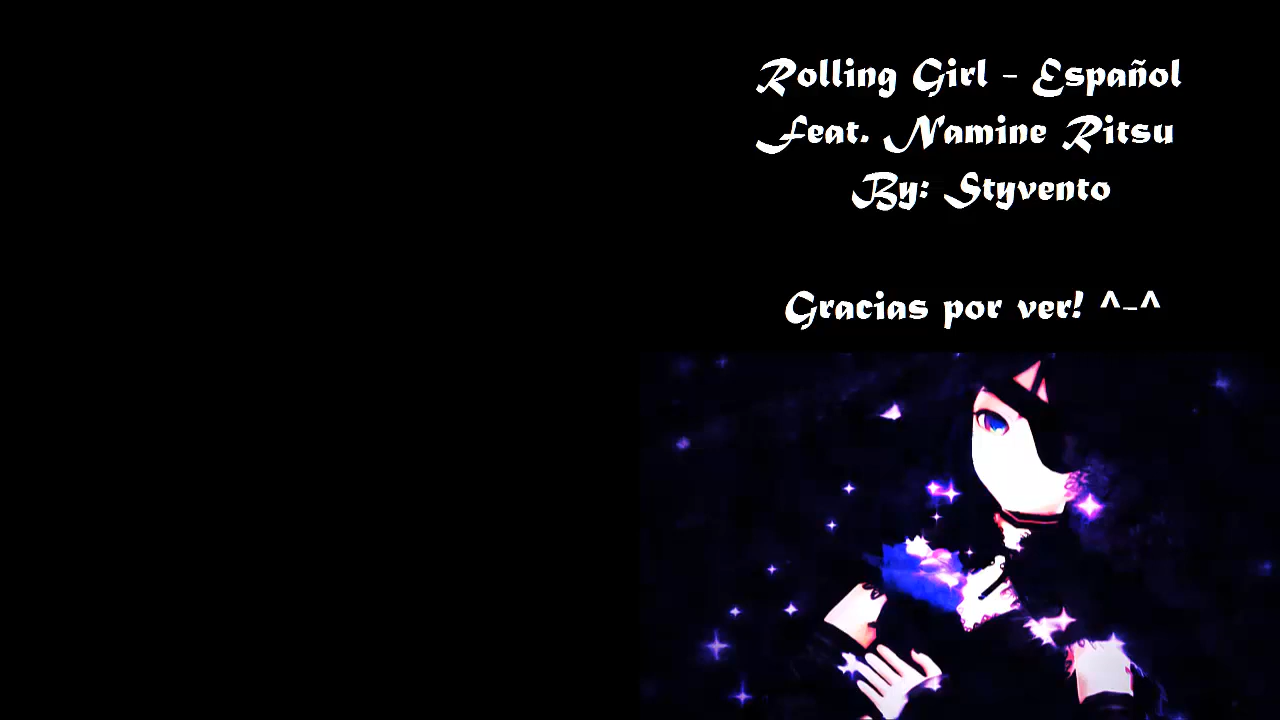 Rolling Girl - Español
Feat. Namine Ritsu
By: Styvento
Gracias por ver! ^-^